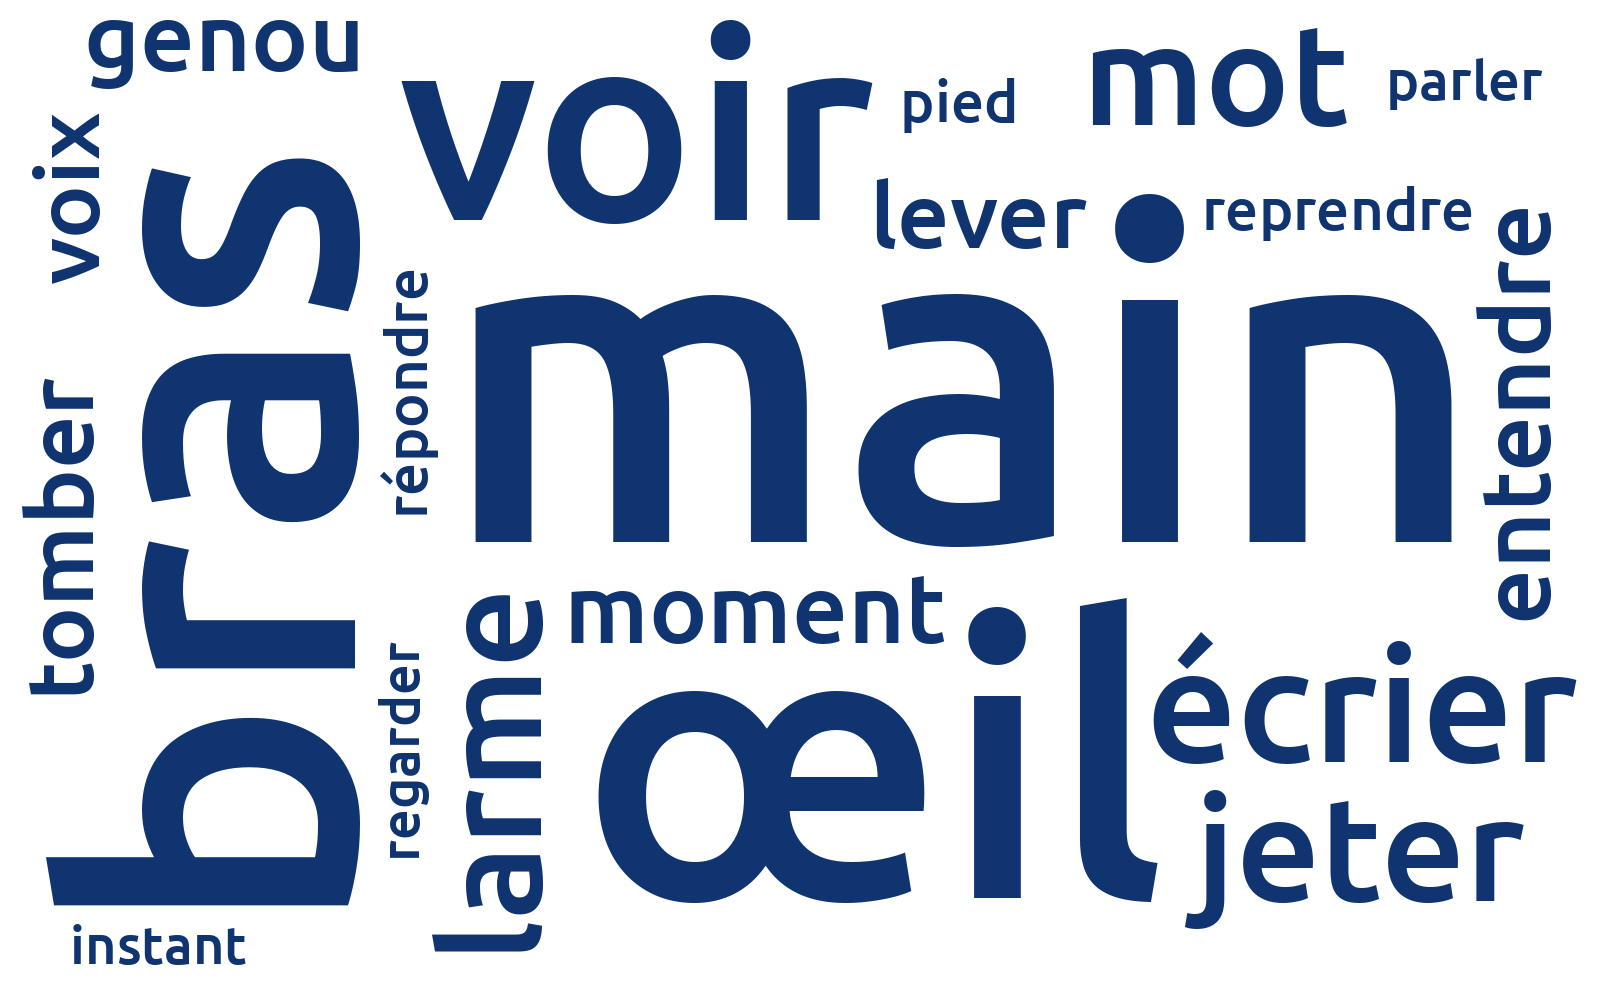 genou
voir
mot
parler
pied
voix
lever
reprendre
bras
main
entendre
répondre
tomber
moment
larme
œil
écrier
regarder
jeter
instant